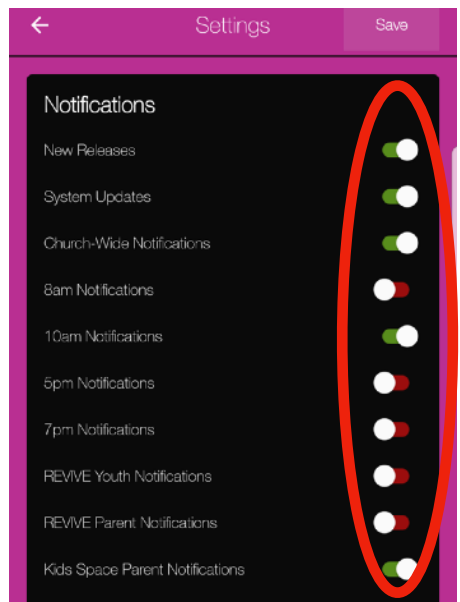 Settings
Save
Notifications
New Releases
System Updates
Church-Wide Notifications
8am Notifications
10am Notifications
5pm Notifications
7pm Notifications
REVIVE Youth Notifications
REVIVE Parent Notifications
Kids Space Parent Notifications